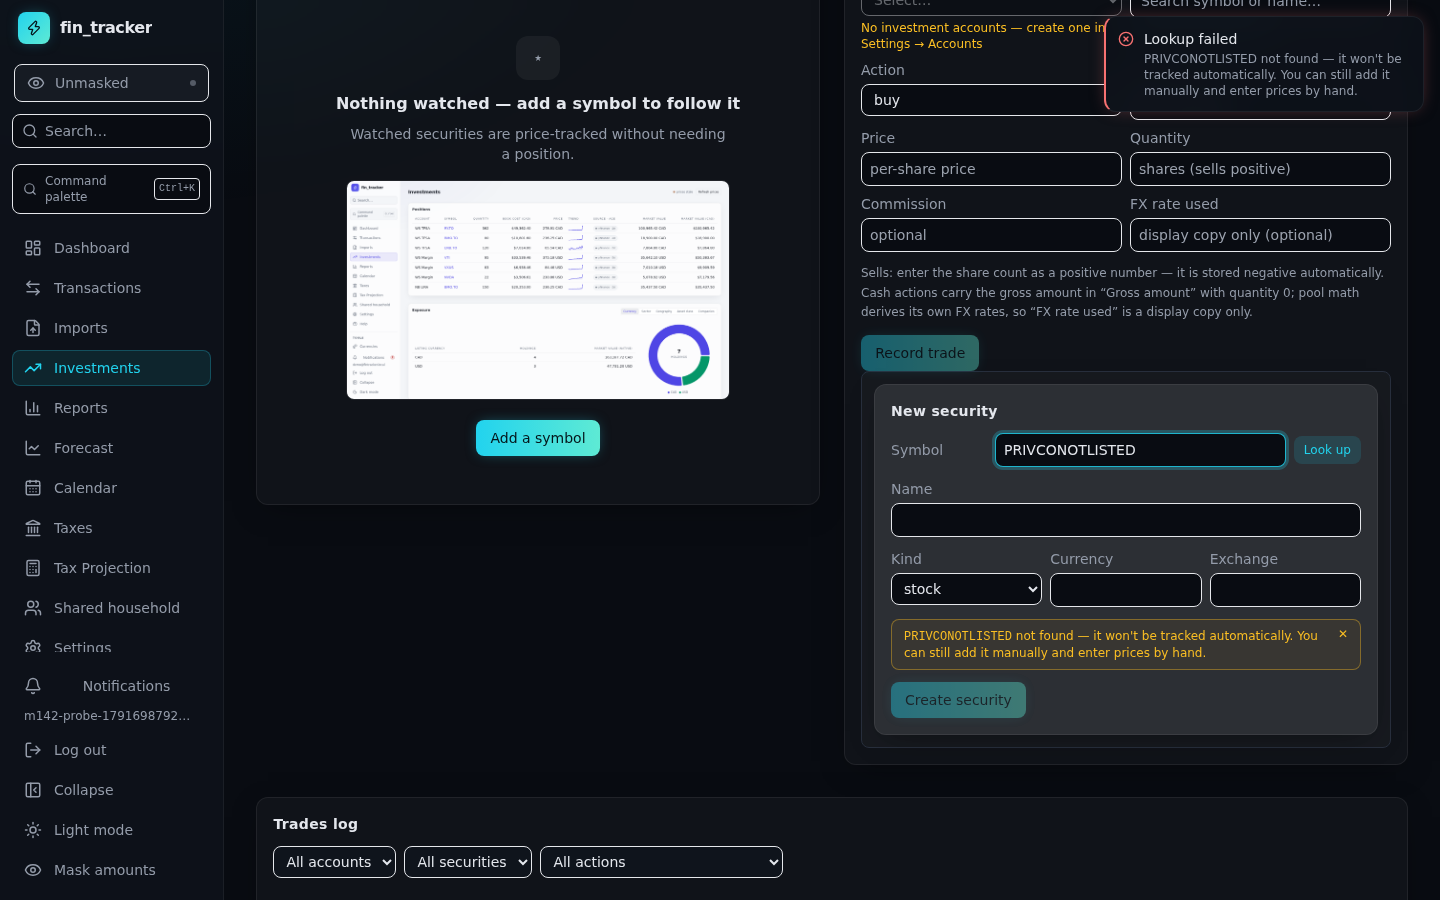 fin_tracker
Unmasked
Search...
Command
palette
Ctrl+K
Dashboard
Transactions
Imports
Investments
Reports
Forecast
Calendar
Taxes
Tax Projection
Shared household
Settings
Notifications
m142-probe-1791698792...
Log out
Collapse
Light mode
Mask amounts
Nothing watched — add a symbol to follow it
Watched securities are price-tracked without needing
a position.
fin_tracker
Investments
Positions
Exposure
Add a symbol
Select...
Search symbol or name...
No investment accounts — create one in
Settings → Accounts
Lookup failed
PRIVCONOTLISTED not found — it won't be
tracked automatically. You can still add it
manually and enter prices by hand.
Action
buy
Price
Quantity
per-share price
shares (sells positive)
Commission
FX rate used
optional
display copy only (optional)
Sells: enter the share count as a positive number — it is stored negative automatically.
Cash actions carry the gross amount in “Gross amount” with quantity 0; pool math
derives its own FX rates, so “FX rate used” is a display copy only.
Record trade
New security
Symbol
PRIVCONOTLISTED
Look up
Name
Kind
Currency
Exchange
stock
PRIVCONOTLISTED not found — it won't be tracked automatically. You
can still add it manually and enter prices by hand.
×
Create security
Trades log
All accounts
All securities
All actions